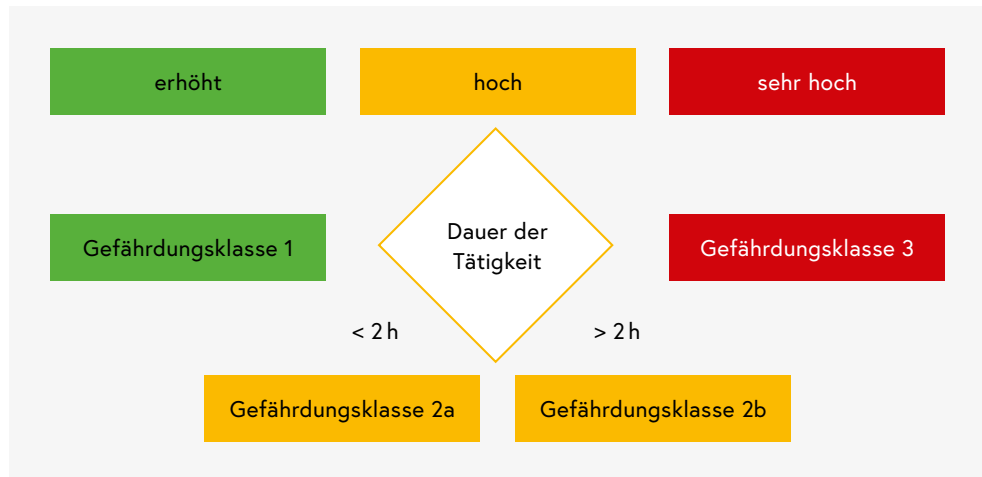 erhöht
hoch
sehr hoch
Gefährdungsklasse 1
Dauer der
Tätigkeit
Gefährdungsklasse 3
< 2 h
> 2 h
Gefährdungsklasse 2a
Gefährdungsklasse 2b